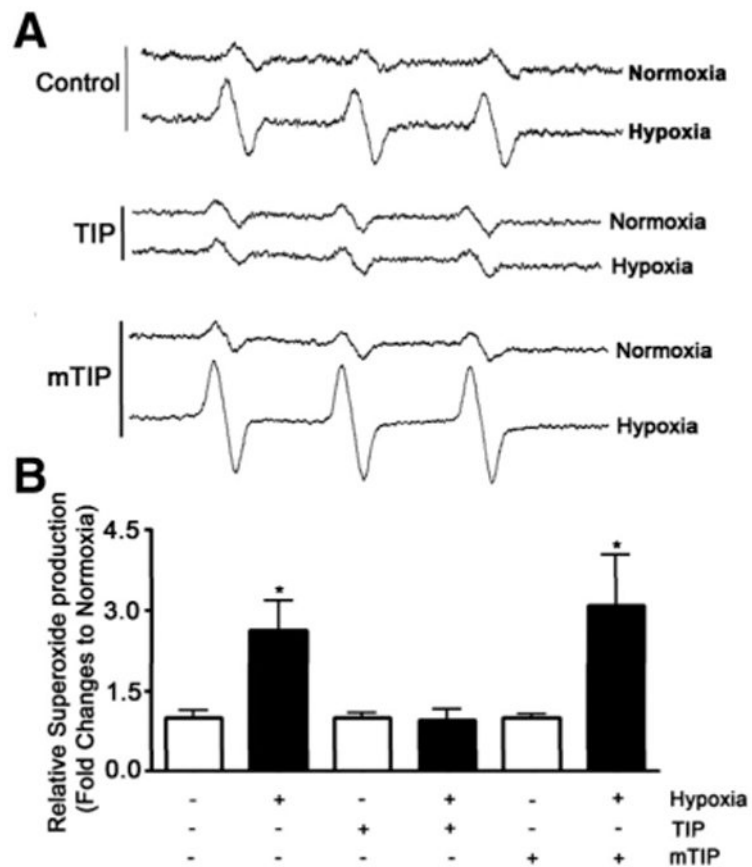 A
Control
Normoxia
Hypoxia
TIP
Normoxia
Hypoxia
mTIP
Normoxia
Hypoxia
B
Relative Superoxide production
(Fold Changes to Normoxia)
4.5
3.0
1.5
0.0
* *
- + - + - + Hypoxia
- - + + - - TIP
- - - - + + mTIP